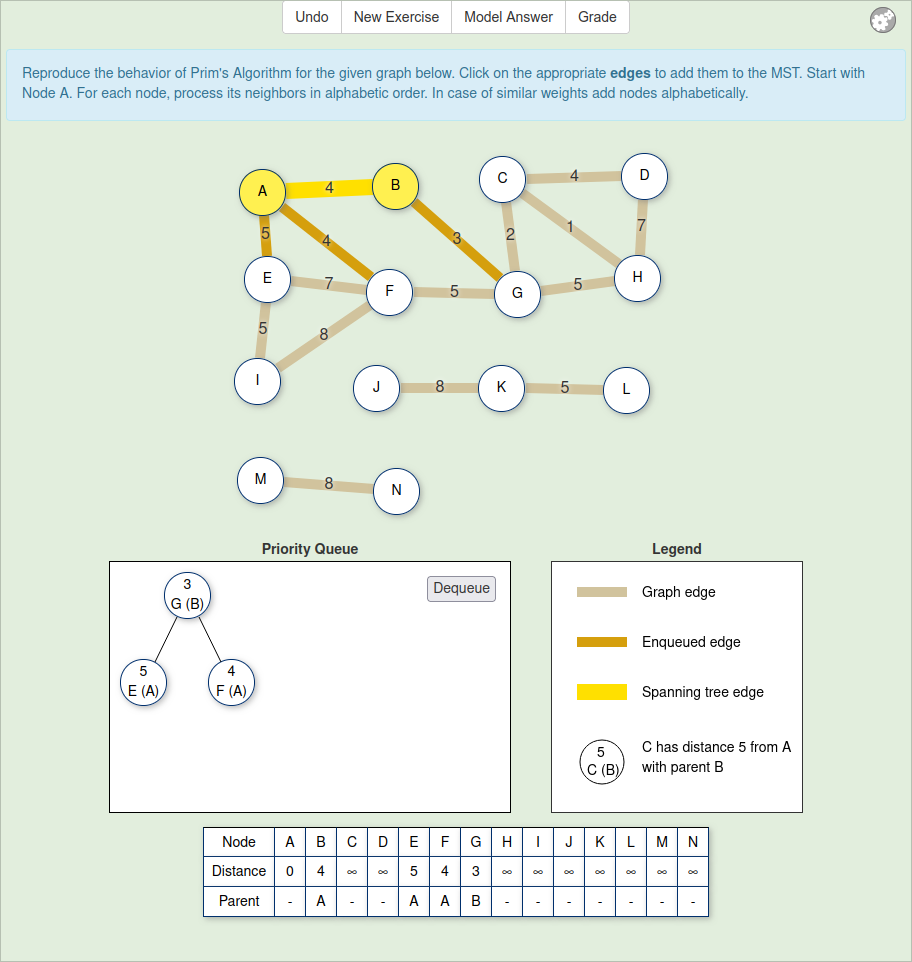 Undo New Exercise Model Answer Grade
Reproduce the behavior of Prim's Algorithm for the given graph below. Click on the appropriate edges to add them to the MST. Start with
Node A. For each node, process its neighbors in alphabetic order. In case of similar weights add nodes alphabetically.
A 4 B C 4 D
5 4 3 2 1 7
E 7 F 5 G 5 H
5 8
I J 8 K 5 L
M 8 N
Priority Queue
Dequeue
3
G (B)
5
E (A)
4
F (A)
Legend
Graph edge
Enqueued edge
Spanning tree edge
5
C (B)
C has distance 5 from A
with parent B
Node A B C D E F G H I J K L M N
Distance 0 4 ∞ ∞ 5 4 3 ∞ ∞ ∞ ∞ ∞ ∞ ∞
Parent - A - - A A B - - - - - - -